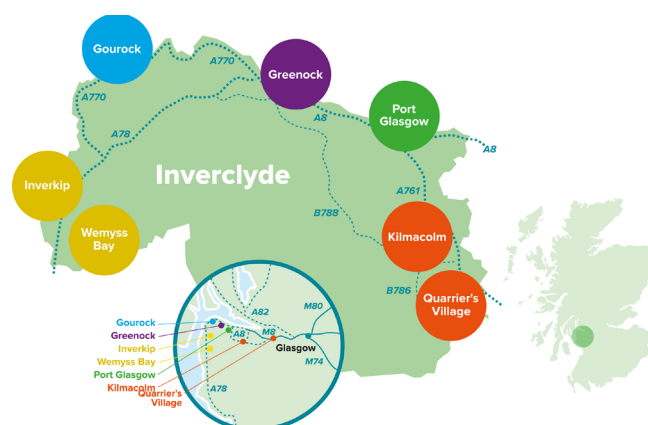 Gourock
A770
Greenock
A770
A8
Port
Glasgow
A78
A8
Inverclyde
Inverkip
A761
B788
Wemyss
Bay
Kilmacolm
B786
Quarrier's
Village
A82
M80
Gourock
Greenock
A8
M8
Inverkip
Glasgow
Wemyss Bay
Port Glasgow
M74
Kilmacolm
A78
Quarrier's
Village